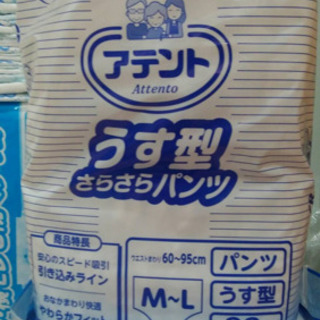 アテント
Attento
うす型
さらさらパンツ
商品特長
安心のスピード吸引
引き込みライン
おなかまわり快適
やわらかフィット
ウエストまわり 60~95cm
M~L
パンツ
うす型